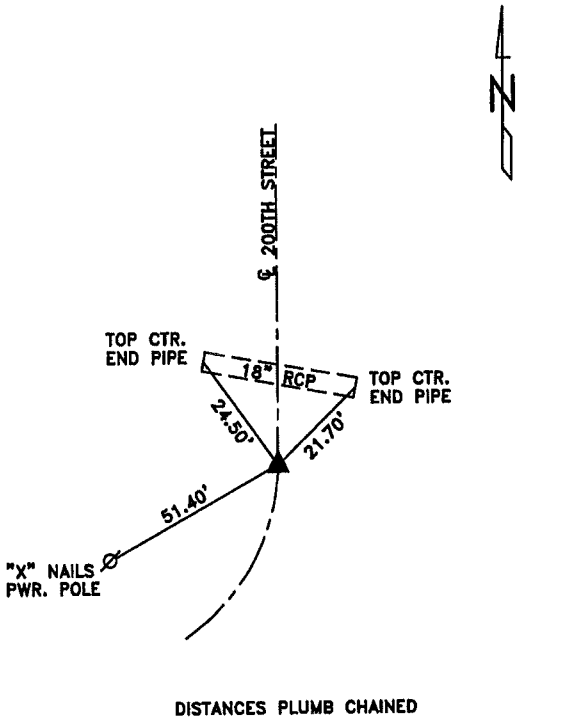 N
℄ 200TH STREET
TOP CTR.
END PIPE
18" RCP
TOP CTR.
END PIPE
24.50'
21.70'
51.40'
"X" NAILS
PWR. POLE
DISTANCES PLUMB CHAINED